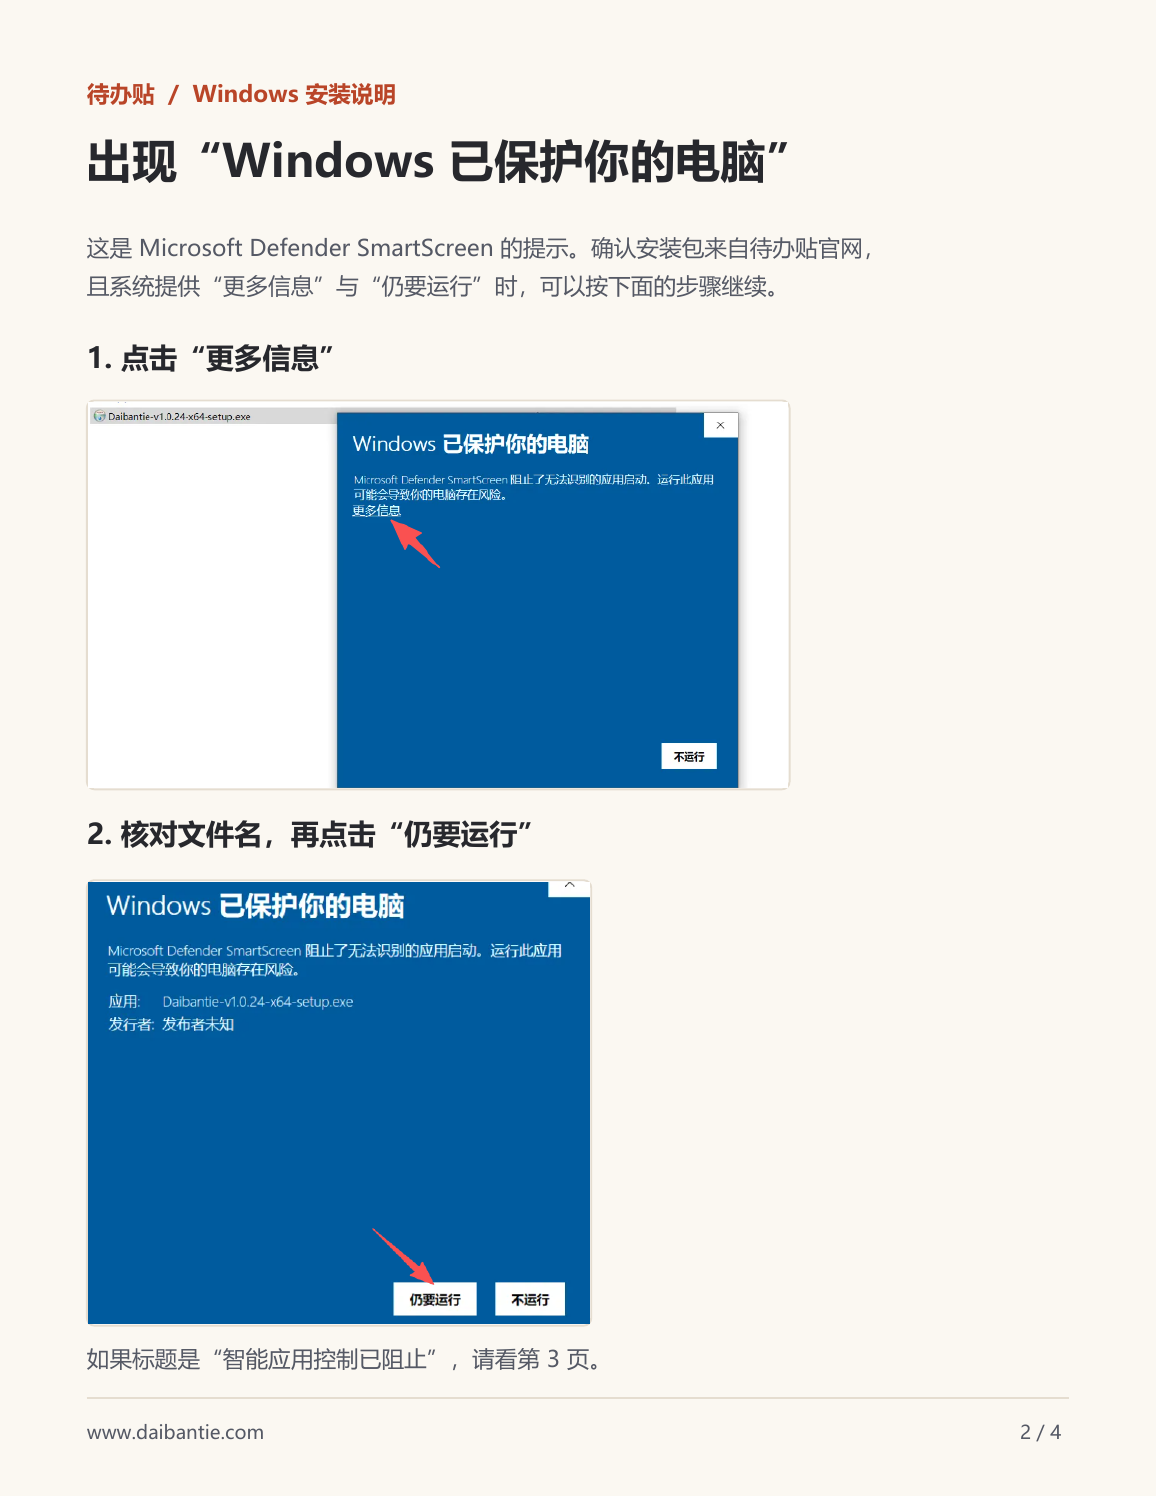 待办贴 / Windows 安装说明
出现“Windows 已保护你的电脑”
这是 Microsoft Defender SmartScreen 的提示。确认安装包来自待办贴官网，
且系统提供“更多信息”与“仍要运行”时，可以按下面的步骤继续。
1. 点击“更多信息”
Daibantie-v1.0.24-x64-setup.exe
Windows 已保护你的电脑
Microsoft Defender SmartScreen 阻止了无法识别的应用启动。运行此应用
可能会导致你的电脑存在风险。
更多信息
不运行
2. 核对文件名，再点击“仍要运行”
Windows 已保护你的电脑
Microsoft Defender SmartScreen 阻止了无法识别的应用启动。运行此应用
可能会导致你的电脑存在风险。
应用: Daibantie-v1.0.24-x64-setup.exe
发行者: 发布者未知
仍要运行 不运行
如果标题是“智能应用控制已阻止”，请看第 3 页。
www.daibantie.com 2 / 4